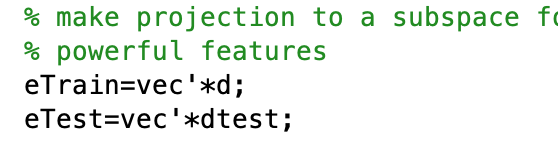 % make projection to a subspace
% powerful features
eTrain=vec'*d;
eTest=vec'*dtest;